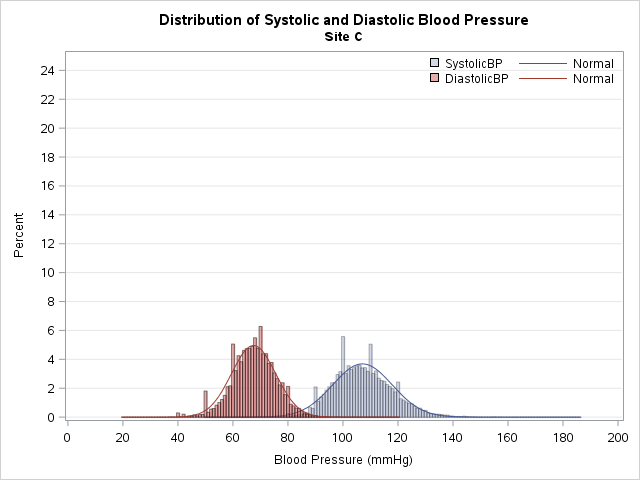 Distribution of Systolic and Diastolic Blood Pressure
Site C
SystolicBP Normal
DiastolicBP Normal
24
22
20
18
16
14
12
10
8
6
4
2
0
Percent
0 20 40 60 80 100 120 140 160 180 200
Blood Pressure (mmHg)